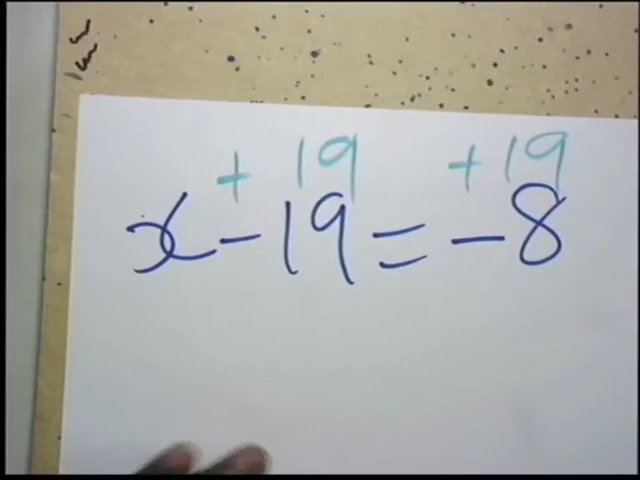 + 19 + 19
x - 19 = - 8